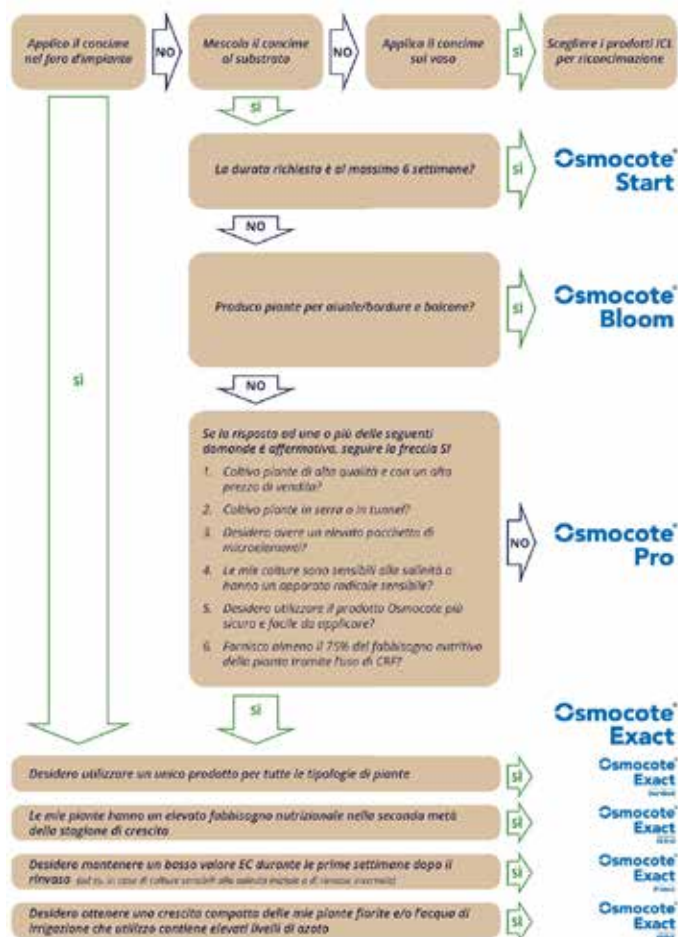 Applico il concime
nel foro d'impianto
NO
Mescolo il concime
al substrato
NO
Applico il concime
sul vaso
SÌ
Scegliere i prodotti ICL
per riconcimazione
SÌ
La durata richiesta è al massimo 6 settimane?
SÌ
Osmocote®
Start
NO
Produco piante per aiuole/bordure e balcone?
SÌ
Osmocote®
Bloom
NO
SÌ
Se la risposta ad una o più delle seguenti
domande è affermativa, seguire la freccia SI
1. Coltivo piante di alta qualità e con un alto
prezzo di vendita?
2. Coltivo piante in serra o in tunnel?
3. Desidero avere un elevato pacchetto di
microelementi?
4. Le mie colture sono sensibili alla salinità o
hanno un apparato radicale sensibile?
5. Desidero utilizzare il prodotto Osmocote più
sicuro e facile da applicare?
6. Fornisco almeno il 75% del fabbisogno nutritivo
della pianta tramite l'uso di CRF?
NO
Osmocote®
Pro
SÌ
Osmocote®
Exact
Desidero utilizzare un unico prodotto per tutte le tipologie di piante
SÌ
Osmocote®
Exact
Le mie piante hanno un elevato fabbisogno nutrizionale nella seconda metà
della stagione di crescita
SÌ
Osmocote®
Exact
Desidero mantenere un basso valore EC durante le prime settimane dopo il
rinvaso
SÌ
Osmocote®
Exact
Desidero ottenere una crescita compatta delle mie piante fiorite e/o l'acqua di
irrigazione che utilizzo contiene elevati livelli di azoto
SÌ
Osmocote®
Exact